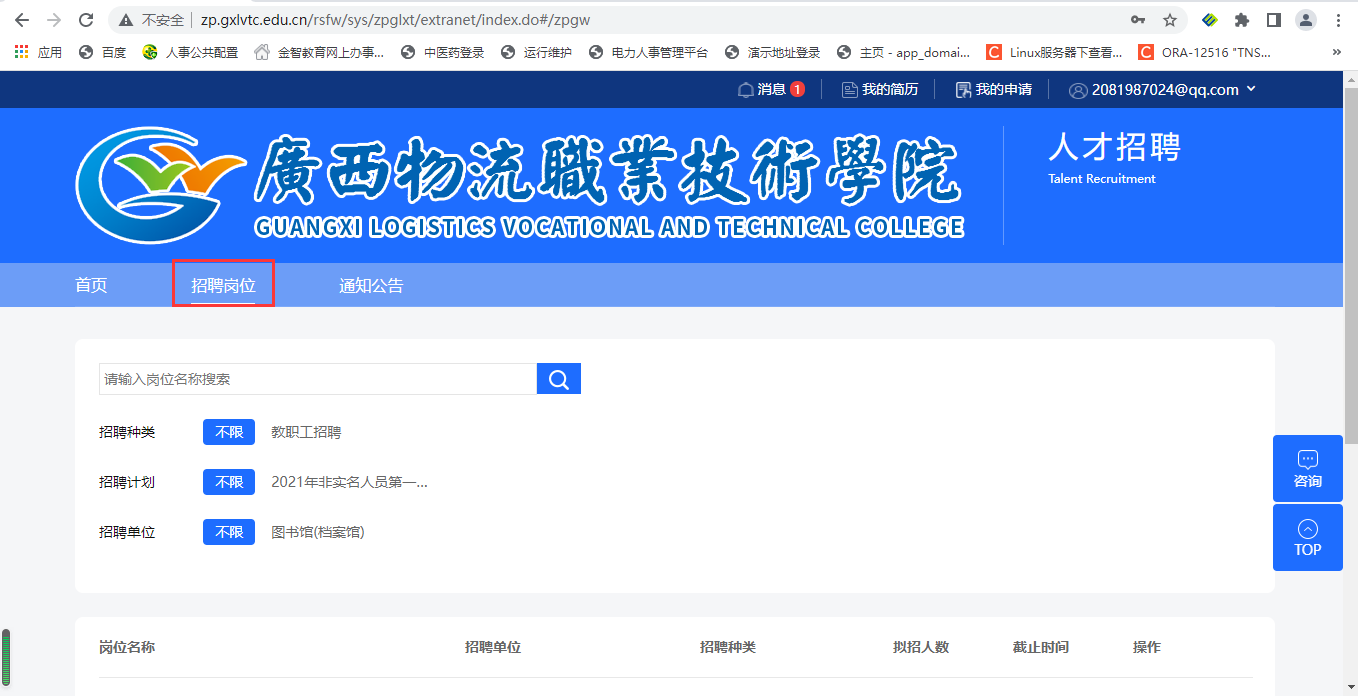 不安全 zp.gxlvtc.edu.cn/rsfw/sys/zpglxt/extranet/index.do#/zpgw
应用 百度 人事公共配置 金智教育网上办事... 中医药登录 运行维护 电力人事管理平台 演示地址登录 主页 - app_domai... Linux服务器下查看... ORA-12516 "TNS... »
消息 1 我的简历 我的申请 2081987024@qq.com
廣西物流職業技術學院
GUANGXI LOGISTICS VOCATIONAL AND TECHNICAL COLLEGE
人才招聘
Talent Recruitment
首页 招聘岗位 通知公告
请输入岗位名称搜索
招聘种类 不限 教职工招聘
招聘计划 不限 2021年非实名人员第一...
招聘单位 不限 图书馆(档案馆)
咨询
TOP
岗位名称 招聘单位 招聘种类 拟招人数 截止时间 操作